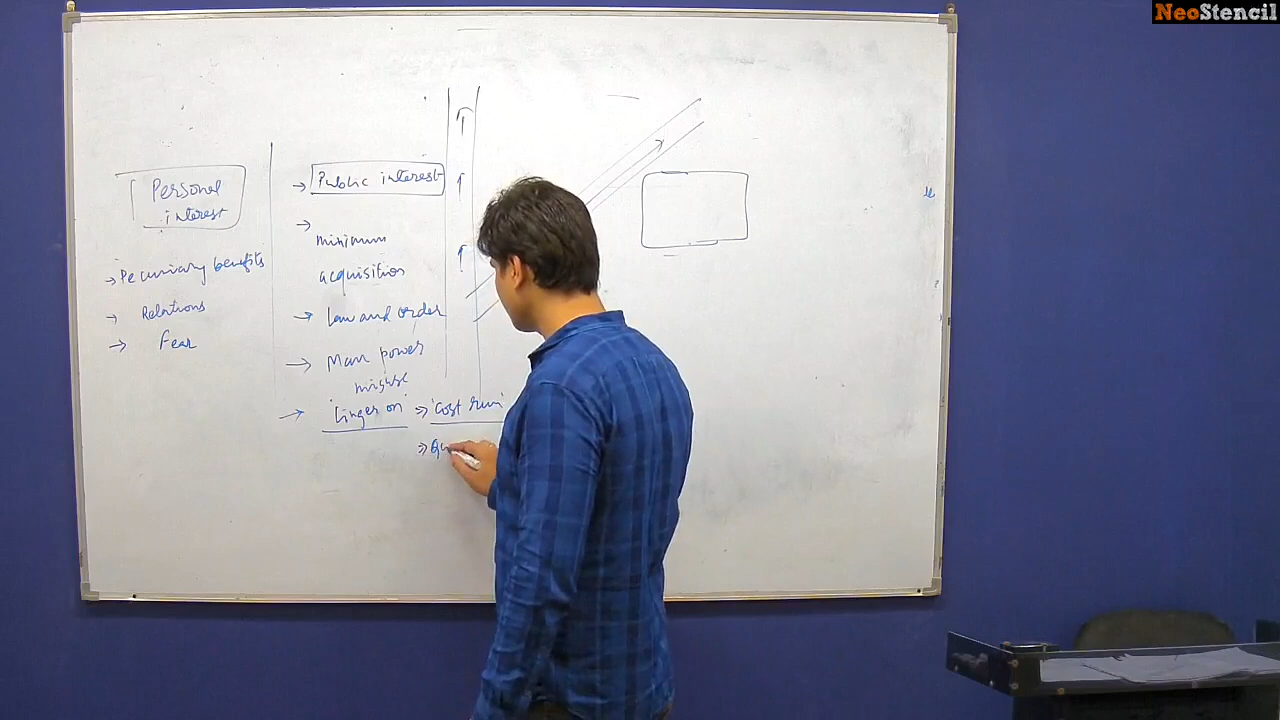 NeoStencil
Personal
interest
→ Pecuniary benefits
→ Relations
→ Fear
→ Public interest
→ minimum
acquisition
→ law and order
→ Man power
misuse
→ 'Linger on' ⇒ 'Cost
⇒ Qu